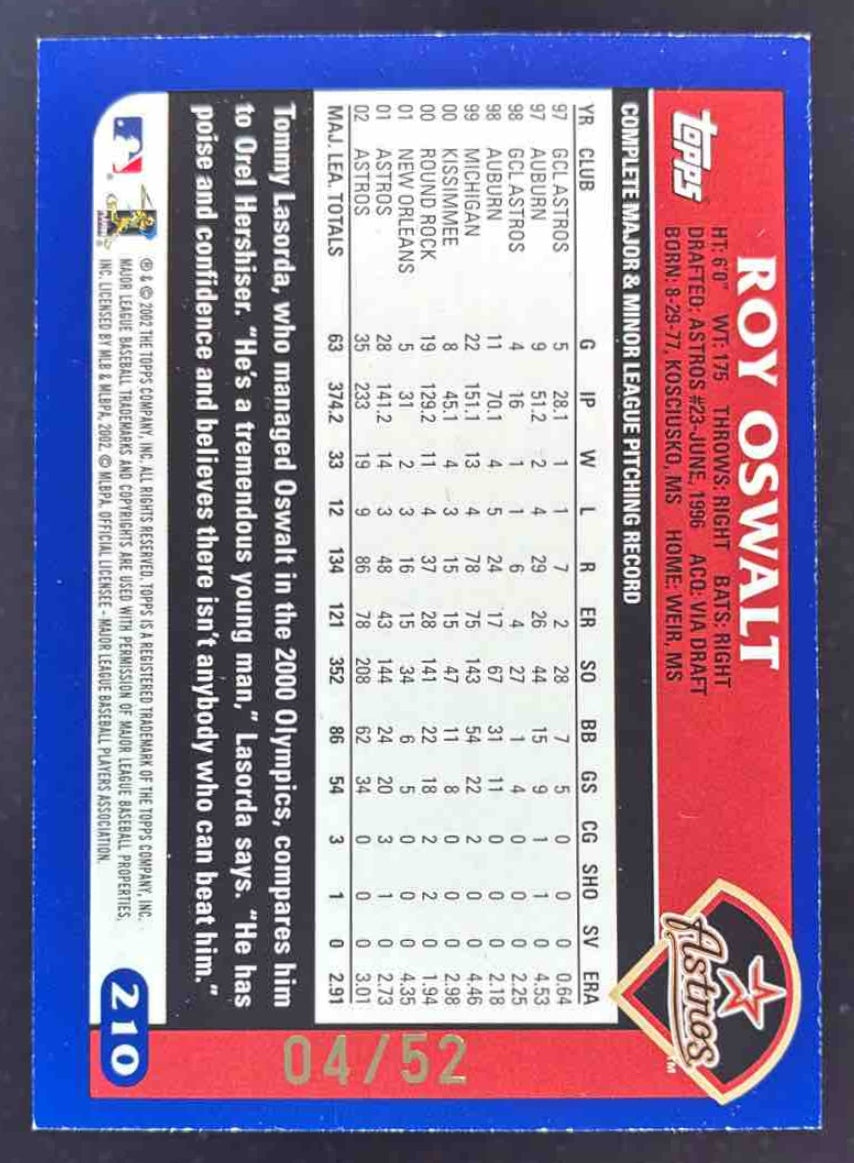 topps
ROY OSWALT
HT: 6'0" WT: 175 THROWS: RIGHT BATS: RIGHT
DRAFTED: ASTROS #23-JUNE, 1996 ACQ: VIA DRAFT
BORN: 8-29-77, KOSCIUSKO, MS HOME: WEIR, MS
Astros
TM
COMPLETE MAJOR & MINOR LEAGUE PITCHING RECORD
YR CLUB G IP W L R ER SO BB GS CG SHO SV ERA
97 GCL ASTROS 5 28.1 1 1 7 2 28 7 5 0 0 0 0.64
97 AUBURN 9 51.2 2 4 29 26 44 15 9 1 1 0 4.53
98 GCL ASTROS 4 16 1 1 6 4 27 1 4 0 0 0 2.25
98 AUBURN 11 70.1 4 5 24 17 67 31 11 0 0 0 2.18
99 MICHIGAN 22 151.1 13 4 78 75 143 54 22 2 0 0 4.46
00 KISSIMMEE 8 45.1 4 3 15 15 47 11 8 0 0 0 2.98
00 ROUND ROCK 19 129.2 11 4 37 28 141 22 18 2 2 0 1.94
01 NEW ORLEANS 5 31 2 3 16 15 34 6 5 0 0 0 4.35
01 ASTROS 28 141.2 14 3 48 43 144 24 20 3 1 0 2.73
02 ASTROS 35 233 19 9 86 78 208 62 34 0 0 0 3.01
MAJ. LEA. TOTALS 63 374.2 33 12 134 121 352 86 54 3 1 0 2.91
Tommy Lasorda, who managed Oswalt in the 2000 Olympics, compares him
to Orel Hershiser. "He's a tremendous young man," Lasorda says. "He has
poise and confidence and believes there isn't anybody who can beat him."
04/52
® & © 2002 THE TOPPS COMPANY, INC. ALL RIGHTS RESERVED. TOPPS IS A REGISTERED TRADEMARK OF THE TOPPS COMPANY, INC.
MAJOR LEAGUE BASEBALL TRADEMARKS AND COPYRIGHTS ARE USED WITH PERMISSION OF MAJOR LEAGUE BASEBALL PROPERTIES,
INC. LICENSED BY MLB & MLBPA, 2002. © MLBPA. OFFICIAL LICENSEE - MAJOR LEAGUE BASEBALL PLAYERS ASSOCIATION.
210